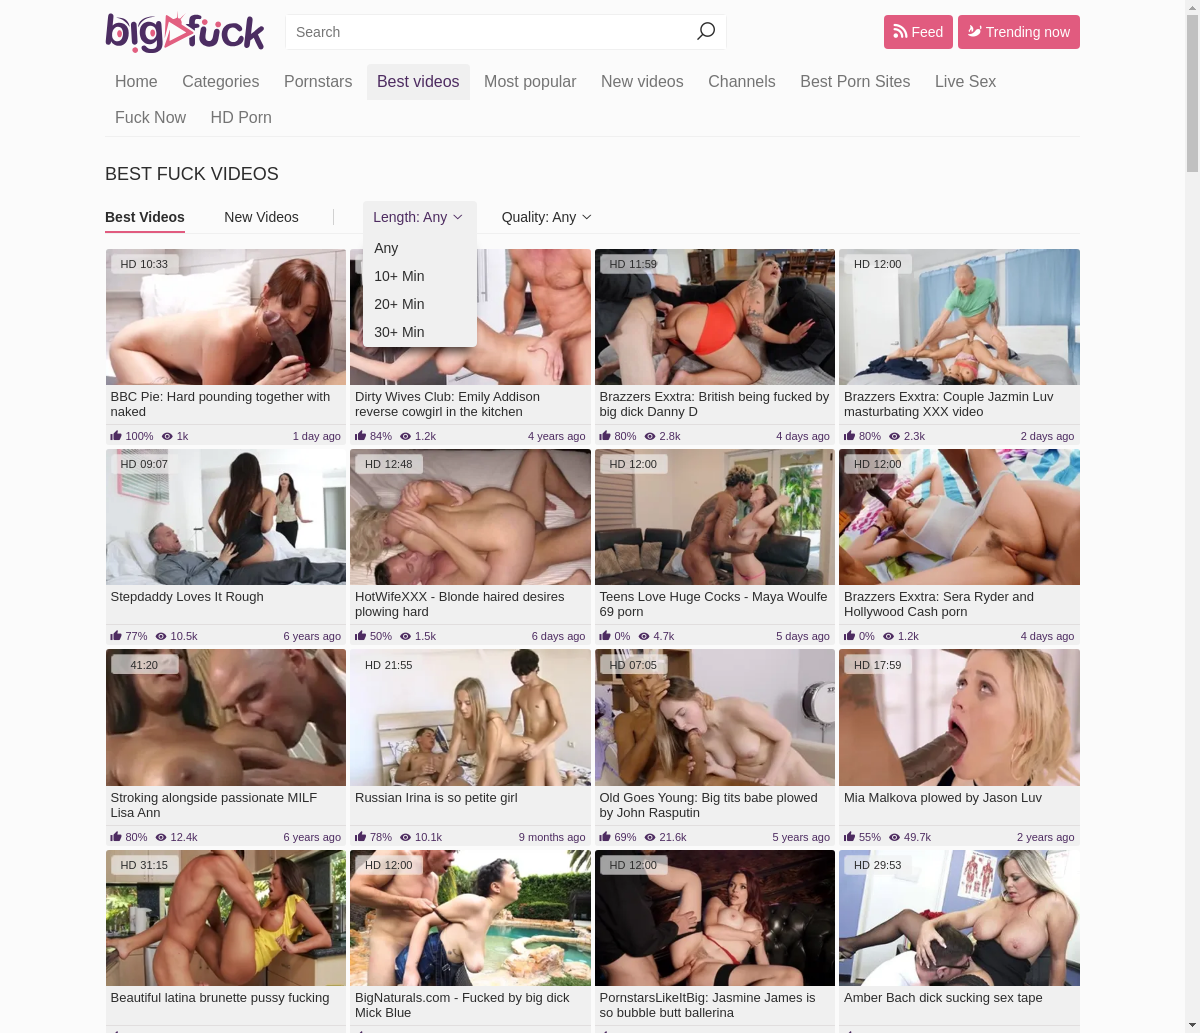 bigfuck
Search
Feed
Trending now
Home Categories Pornstars Best videos Most popular New videos Channels Best Porn Sites Live Sex
Fuck Now HD Porn
BEST FUCK VIDEOS
Best Videos New Videos Length: Any Quality: Any
Any
10+ Min
20+ Min
30+ Min
HD 10:33
BBC Pie: Hard pounding together with
naked
100% 1k 1 day ago
Dirty Wives Club: Emily Addison
reverse cowgirl in the kitchen
84% 1.2k 4 years ago
HD 11:59
Brazzers Exxtra: British being fucked by
big dick Danny D
80% 2.8k 4 days ago
HD 12:00
Brazzers Exxtra: Couple Jazmin Luv
masturbating XXX video
80% 2.3k 2 days ago
HD 09:07
Stepdaddy Loves It Rough
77% 10.5k 6 years ago
HD 12:48
HotWifeXXX - Blonde haired desires
plowing hard
50% 1.5k 6 days ago
HD 12:00
Teens Love Huge Cocks - Maya Woulfe
69 porn
0% 4.7k 5 days ago
HD 12:00
Brazzers Exxtra: Sera Ryder and
Hollywood Cash porn
0% 1.2k 4 days ago
41:20
Stroking alongside passionate MILF
Lisa Ann
80% 12.4k 6 years ago
HD 21:55
Russian Irina is so petite girl
78% 10.1k 9 months ago
HD 07:05
Old Goes Young: Big tits babe plowed
by John Rasputin
69% 21.6k 5 years ago
HD 17:59
Mia Malkova plowed by Jason Luv
55% 49.7k 2 years ago
HD 31:15
Beautiful latina brunette pussy fucking
HD 12:00
BigNaturals.com - Fucked by big dick
Mick Blue
HD 12:00
PornstarsLikeItBig: Jasmine James is
so bubble butt ballerina
HD 29:53
Amber Bach dick sucking sex tape